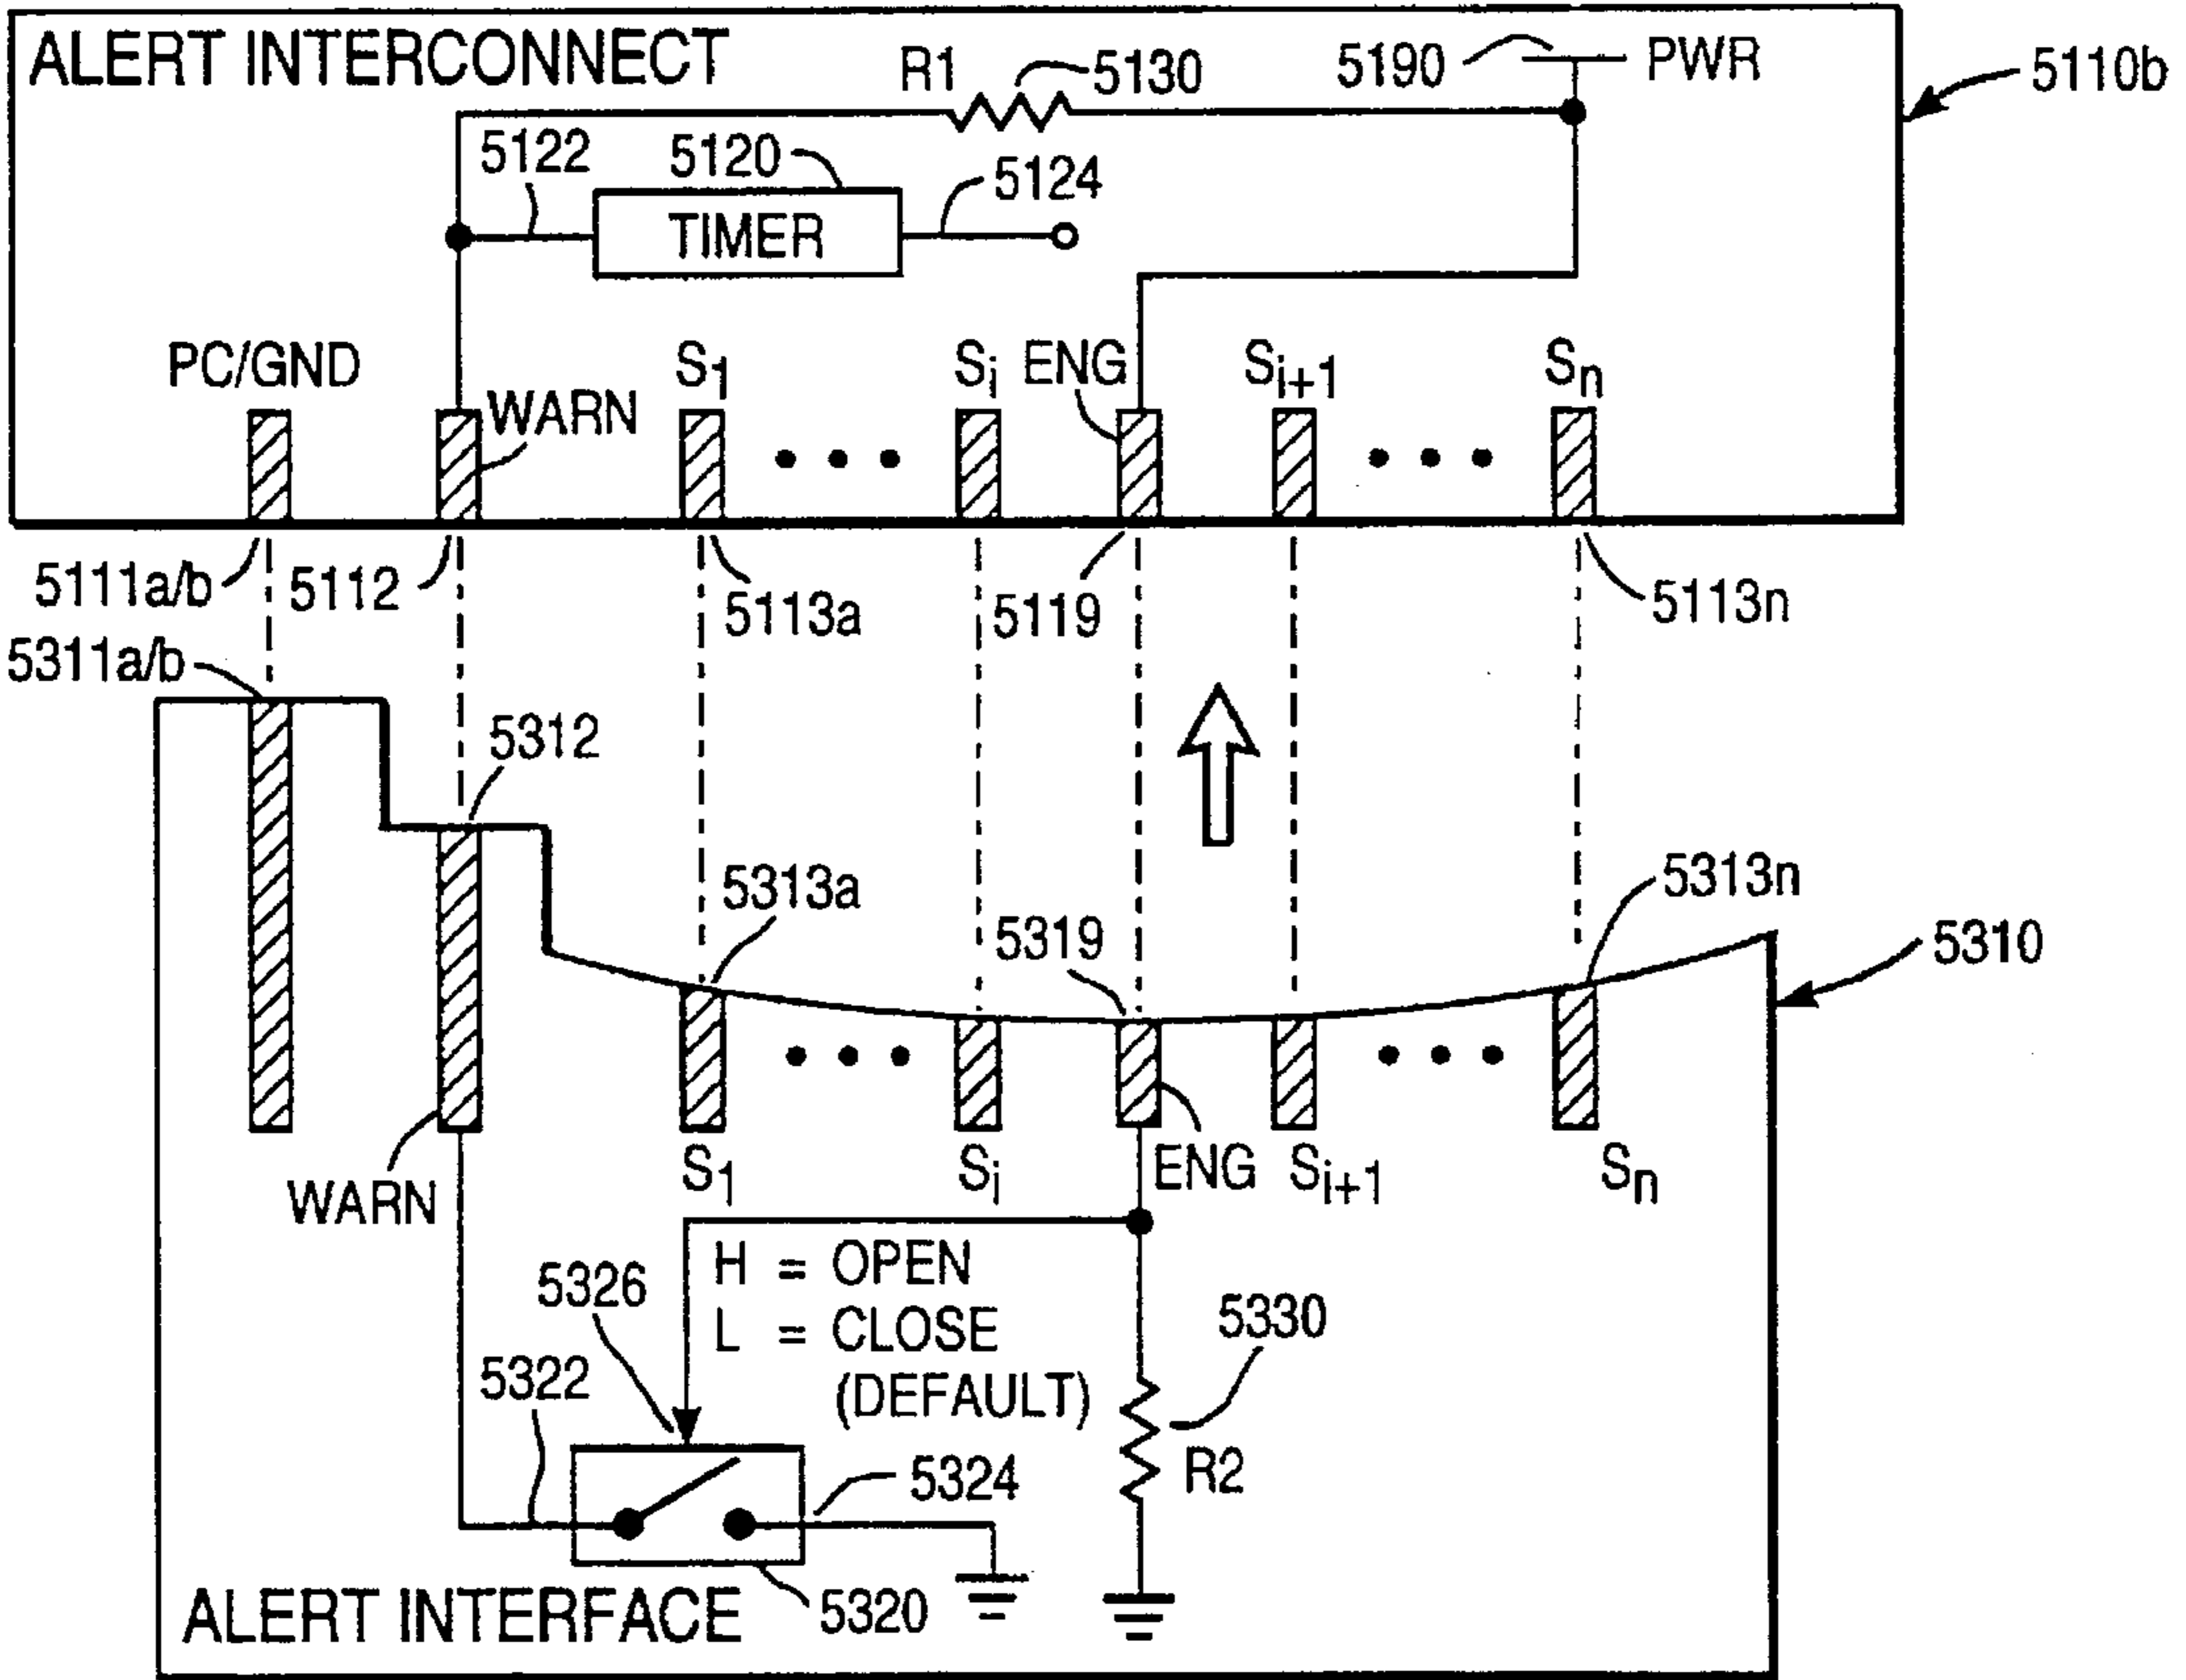 ALERT INTERCONNECT
R1
5130
5190
PWR
5110b
5122
5120
5124
TIMER
PC/GND
WARN
S1
Si
ENG
Si+1
Sn
5111a/b
5112
5113a
5119
5113n
5311a/b
5312
5313a
5319
5313n
5310
WARN
S1
Si
ENG
Si+1
Sn
H = OPEN
L = CLOSE
(DEFAULT)
5326
5330
5322
R2
5324
5320
ALERT INTERFACE